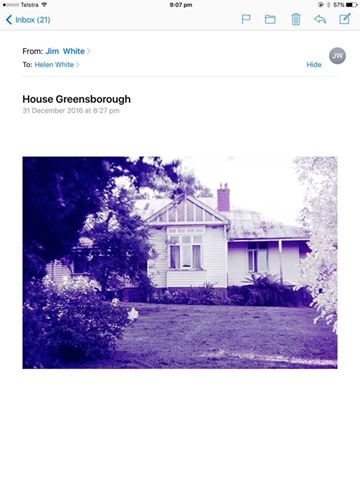 Telstra 9:07 pm 57%
Inbox (21)
From: Jim White
To: Helen White Hide
JW
House Greensborough
31 December 2016 at 8:27 pm